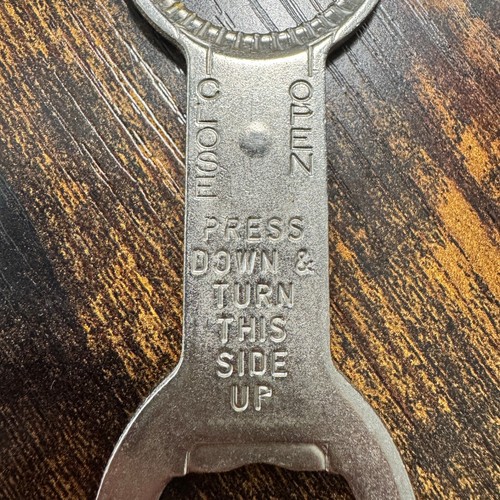 CLOSE
OPEN
PRESS
DOWN &
TURN
THIS
SIDE
UP